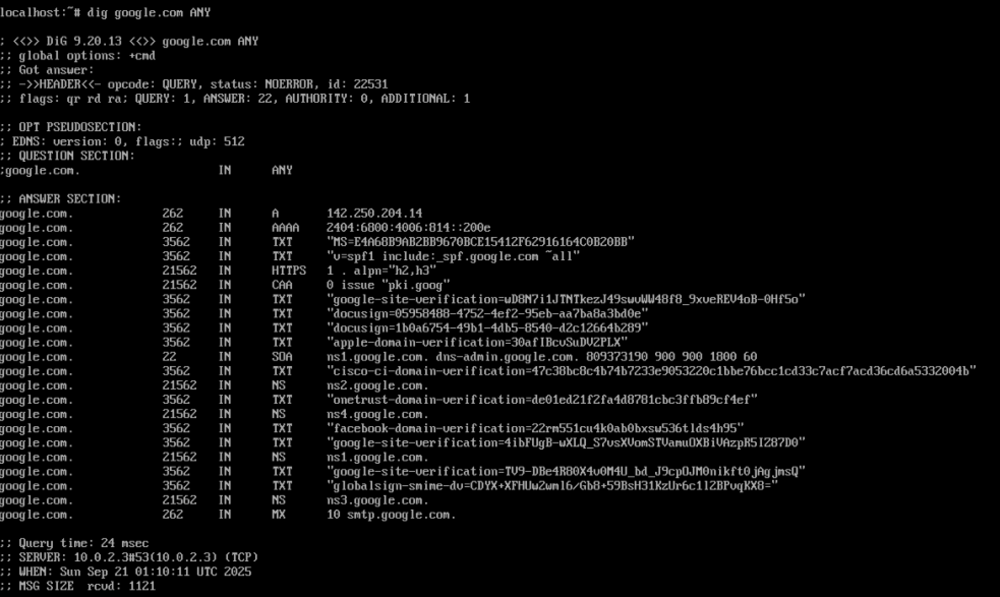 localhost:~# dig google.com ANY
; <<>> DiG 9.20.13 <<>> google.com ANY
;; global options: +cmd
;; Got answer:
;; ->>HEADER<<- opcode: QUERY, status: NOERROR, id: 22531
;; flags: qr rd ra; QUERY: 1, ANSWER: 22, AUTHORITY: 0, ADDITIONAL: 1
;; OPT PSEUDOSECTION:
; EDNS: version: 0, flags:; udp: 512
;; QUESTION SECTION:
;google.com. IN ANY
;; ANSWER SECTION:
google.com. 262 IN A 142.250.204.14
google.com. 262 IN AAAA 2404:6800:4006:814::200e
google.com. 3562 IN TXT "MS=E4A68B9AB2BB9670BCE15412F62916164C0B20BB"
google.com. 3562 IN TXT "v=spf1 include:_spf.google.com ~all"
google.com. 21562 IN HTTPS 1 . alpn="h2,h3"
google.com. 21562 IN CAA 0 issue "pki.goog"
google.com. 3562 IN TXT "google-site-verification=wD8N7i1JTNTkezJ49swvWW48f8_9xveREV4oB-0Hf5o"
google.com. 3562 IN TXT "docusign=05958488-4752-4ef2-95eb-aa7ba8a3bd0e"
google.com. 3562 IN TXT "docusign=1b0a6754-49b1-4db5-8540-d2c12664b289"
google.com. 3562 IN TXT "apple-domain-verification=30afIBcvSuDV2PLX"
google.com. 22 IN SOA ns1.google.com. dns-admin.google.com. 809373190 900 900 1800 60
google.com. 3562 IN TXT "cisco-ci-domain-verification=47c38bc8c4b74b7233e9053220c1bbe76bcc1cd33c7acf7acd36cd6a5332004b"
google.com. 21562 IN NS ns2.google.com.
google.com. 3562 IN TXT "onetrust-domain-verification=de01ed21f2fa4d8781cbc3ffb89cf4ef"
google.com. 21562 IN NS ns4.google.com.
google.com. 3562 IN TXT "facebook-domain-verification=22rm551cu4k0ab0bxsw536tlds4h95"
google.com. 3562 IN TXT "google-site-verification=4ibFUgB-wXLQ_S7vsXVomSTVamuOXBiVAzpR5IZ87D0"
google.com. 21562 IN NS ns1.google.com.
google.com. 3562 IN TXT "google-site-verification=TV9-DBe4R80X4v0M4U_bd_J9cpOJM0nikft0jAgjmsQ"
google.com. 3562 IN TXT "globalsign-smime-dv=CDYX+XFHUw2wml6/Gb8+59BsH31KzUr6c1l2BPvqKX8="
google.com. 21562 IN NS ns3.google.com.
google.com. 262 IN MX 10 smtp.google.com.
;; Query time: 24 msec
;; SERVER: 10.0.2.3#53(10.0.2.3) (TCP)
;; WHEN: Sun Sep 21 01:10:11 UTC 2025
;; MSG SIZE rcvd: 1121